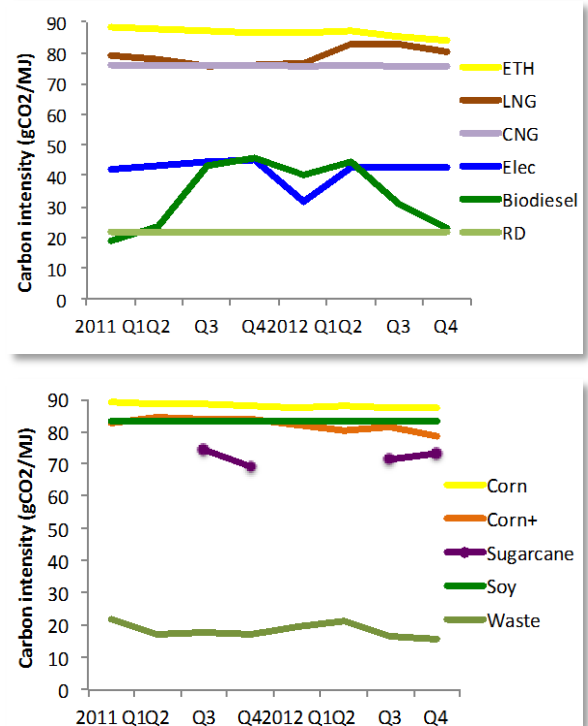 Carbon intensity (gCO2/MJ)
90
80
70
60
50
40
30
20
10
0
2011 Q1Q2 Q3 Q42012 Q1Q2 Q3 Q4
ETH
LNG
CNG
Elec
Biodiesel
RD
Carbon intensity (gCO2/MJ)
90
80
70
60
50
40
30
20
10
0
2011 Q1Q2 Q3 Q42012 Q1Q2 Q3 Q4
Corn
Corn+
Sugarcane
Soy
Waste